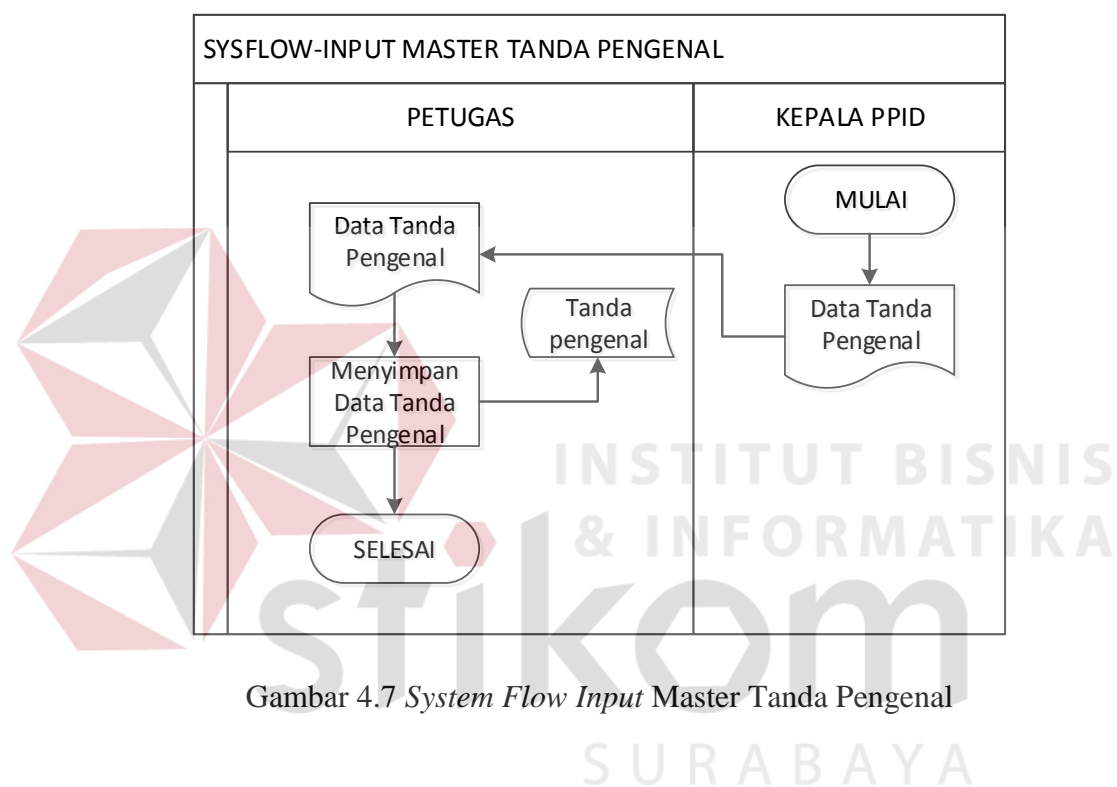 SYSFLOW-INPUT MASTER TANDA PENGENAL
PETUGAS
KEPALA PPID
MULAI
Data Tanda
Pengenal
Data Tanda
Pengenal
Tanda
pengenal
Menyimpan
Data Tanda
Pengenal
SELESAI
INSTITUT BISNIS
& INFORMATIKA
stikom
SURABAYA
Gambar 4.7 System Flow Input Master Tanda Pengenal